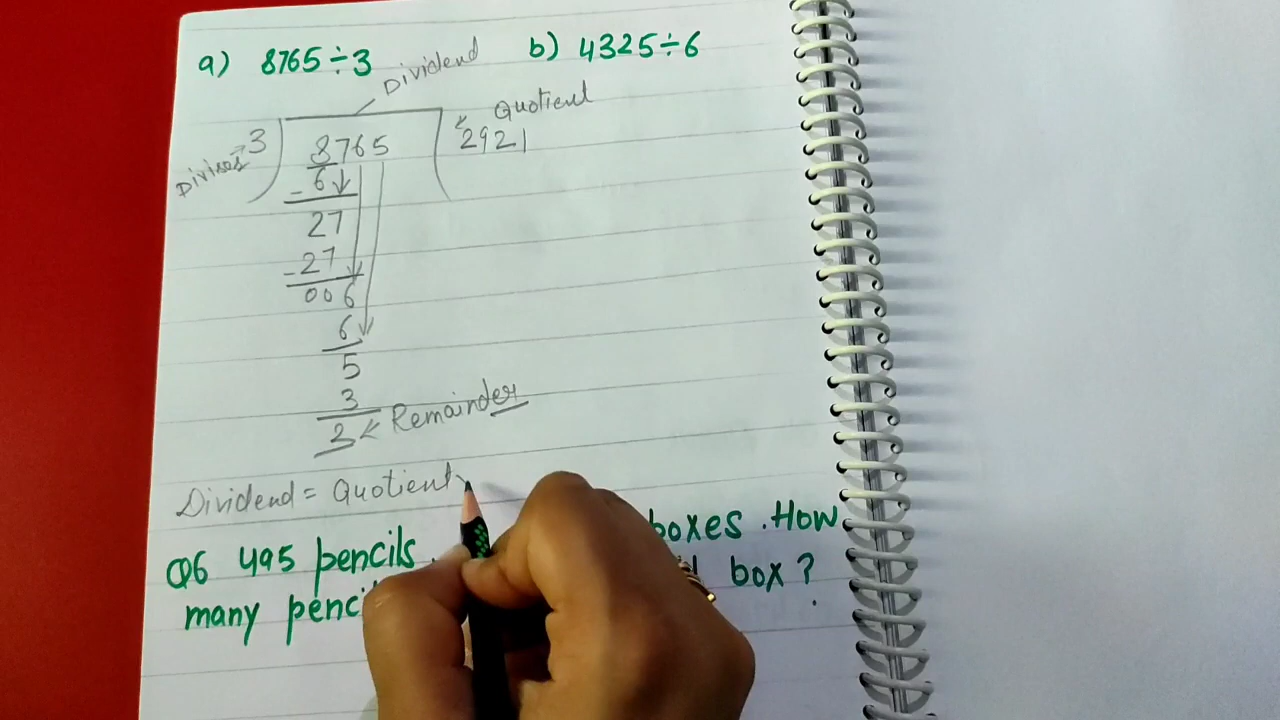 a) 8765÷3 b) 4325÷6
Dividend
Quotient
Divisor 3 8765 2921
- 6
27
- 27
006
6
5
3
2 Remainder
Dividend = Quotient ×
Q6 495 pencils boxes. How
many box?